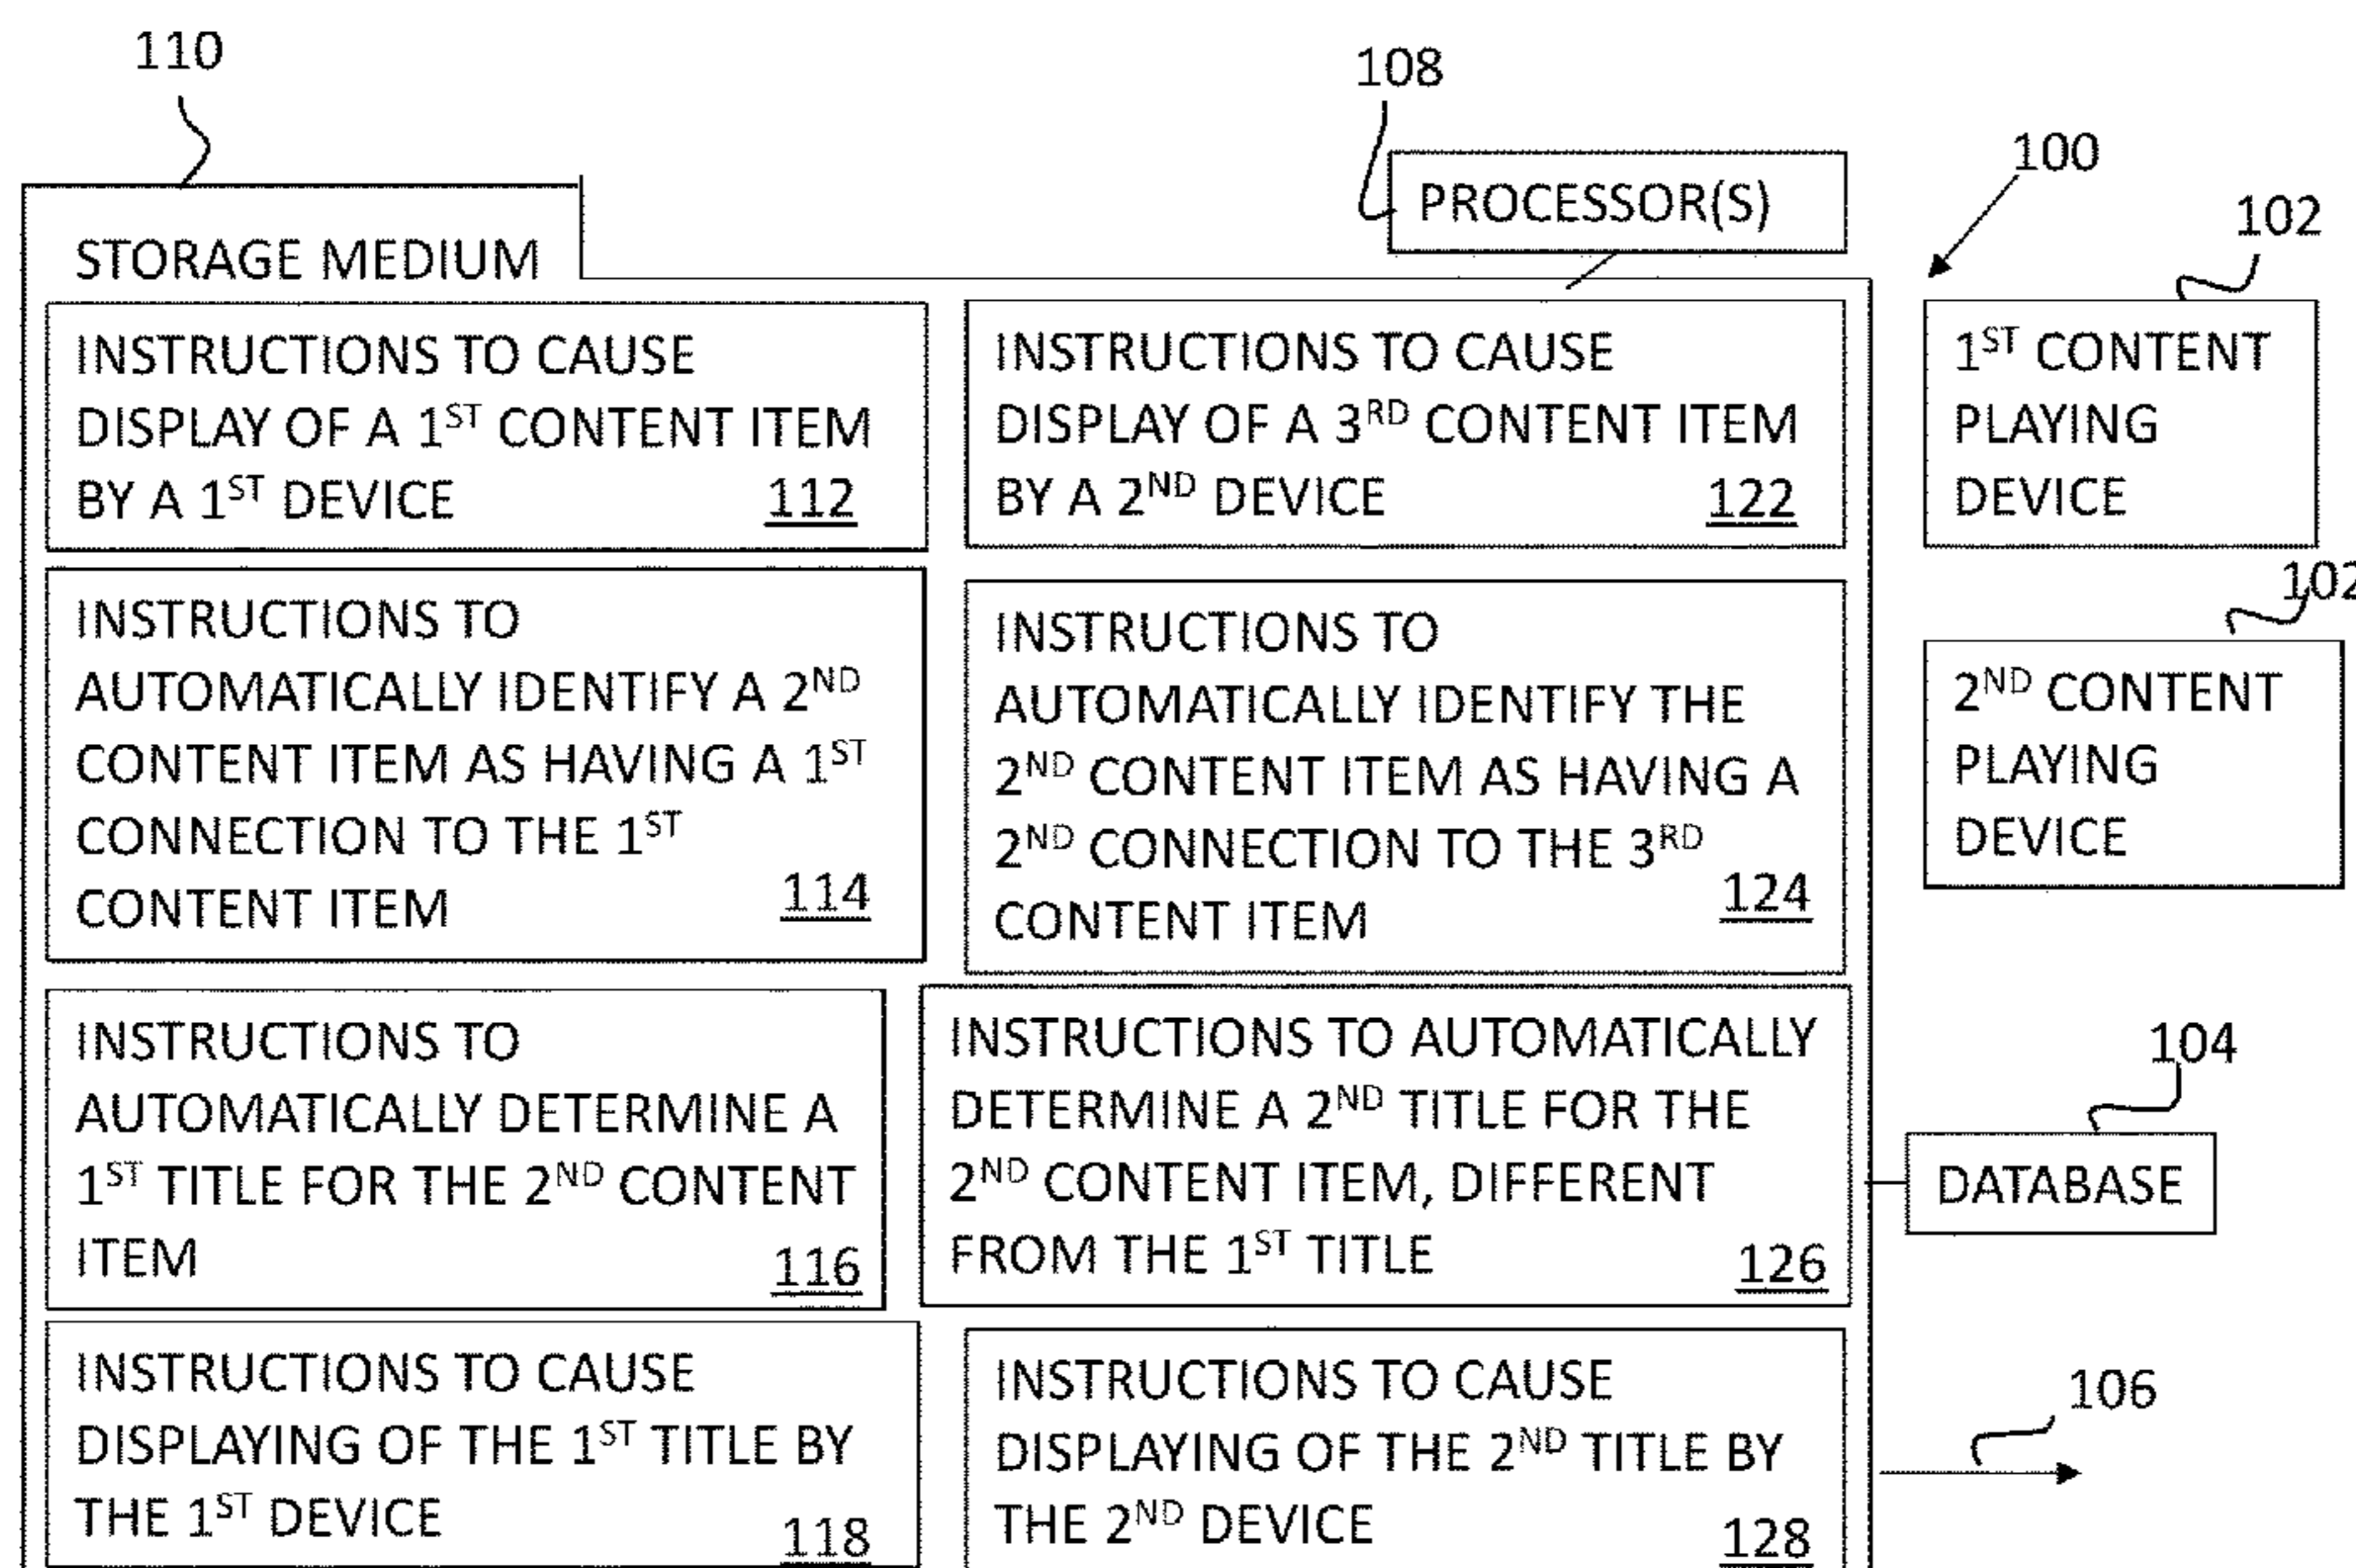 110
108
100
102
PROCESSOR(S)
STORAGE MEDIUM
INSTRUCTIONS TO CAUSE
DISPLAY OF A 1ST CONTENT ITEM
BY A 1ST DEVICE
112
INSTRUCTIONS TO CAUSE
DISPLAY OF A 3RD CONTENT ITEM
BY A 2ND DEVICE
122
1ST CONTENT
PLAYING
DEVICE
INSTRUCTIONS TO
AUTOMATICALLY IDENTIFY A 2ND
CONTENT ITEM AS HAVING A 1ST
CONNECTION TO THE 1ST
CONTENT ITEM
114
INSTRUCTIONS TO
AUTOMATICALLY IDENTIFY THE
2ND CONTENT ITEM AS HAVING A
2ND CONNECTION TO THE 3RD
CONTENT ITEM
124
102
2ND CONTENT
PLAYING
DEVICE
INSTRUCTIONS TO
AUTOMATICALLY DETERMINE A
1ST TITLE FOR THE 2ND CONTENT
ITEM
116
INSTRUCTIONS TO AUTOMATICALLY
DETERMINE A 2ND TITLE FOR THE
2ND CONTENT ITEM, DIFFERENT
FROM THE 1ST TITLE
126
104
DATABASE
INSTRUCTIONS TO CAUSE
DISPLAYING OF THE 1ST TITLE BY
THE 1ST DEVICE
118
INSTRUCTIONS TO CAUSE
DISPLAYING OF THE 2ND TITLE BY
THE 2ND DEVICE
128
106